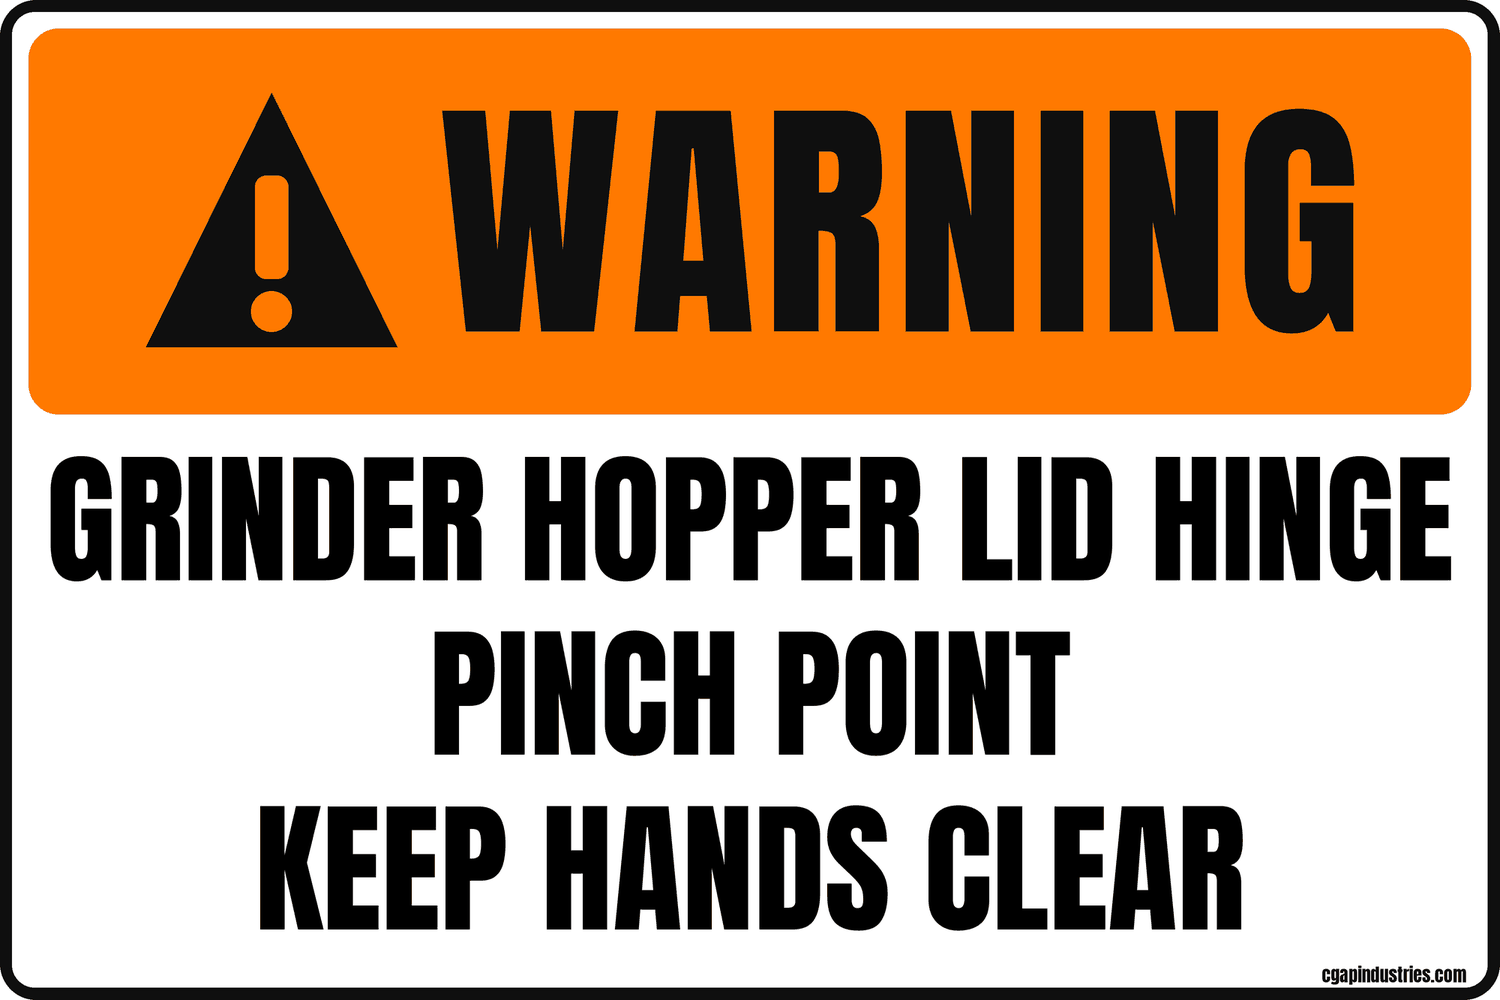 WARNING
GRINDER HOPPER LID HINGE
PINCH POINT
KEEP HANDS CLEAR
cgapindustries.com